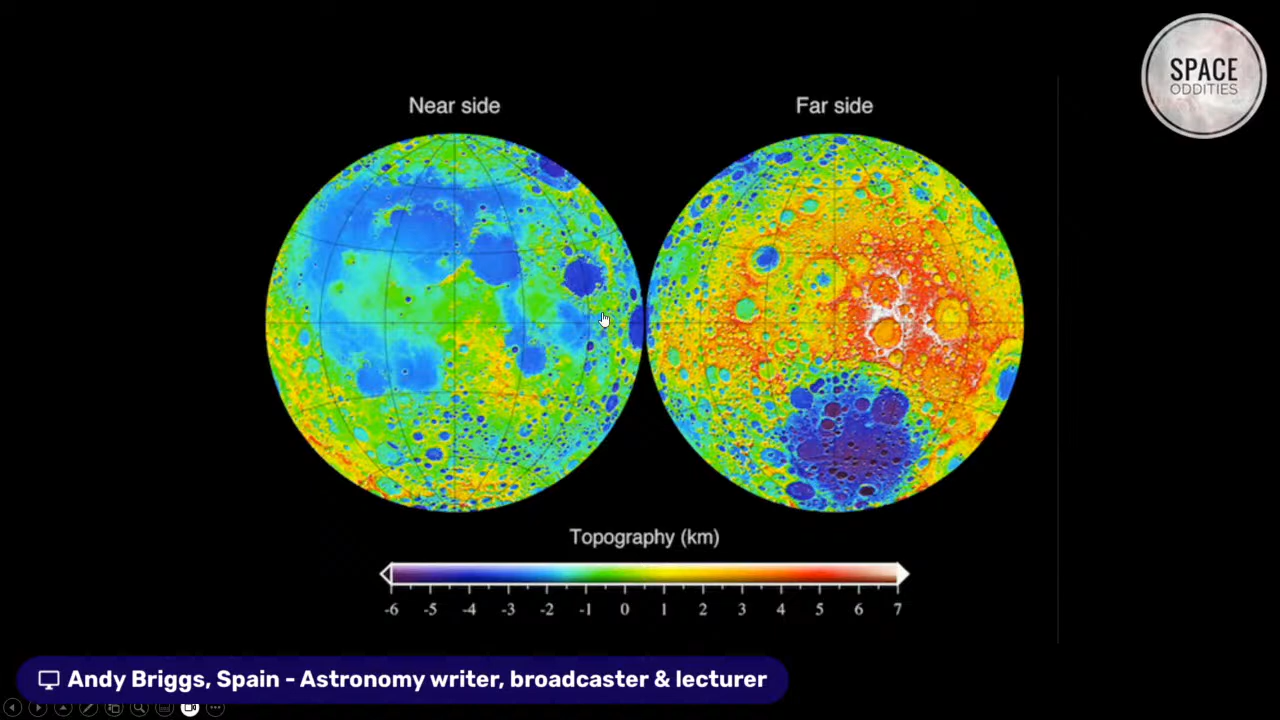 SPACE
ODDITIES
Near side
Far side
Topography (km)
-6 -5 -4 -3 -2 -1 0 1 2 3 4 5 6 7
Andy Briggs, Spain - Astronomy writer, broadcaster & lecturer